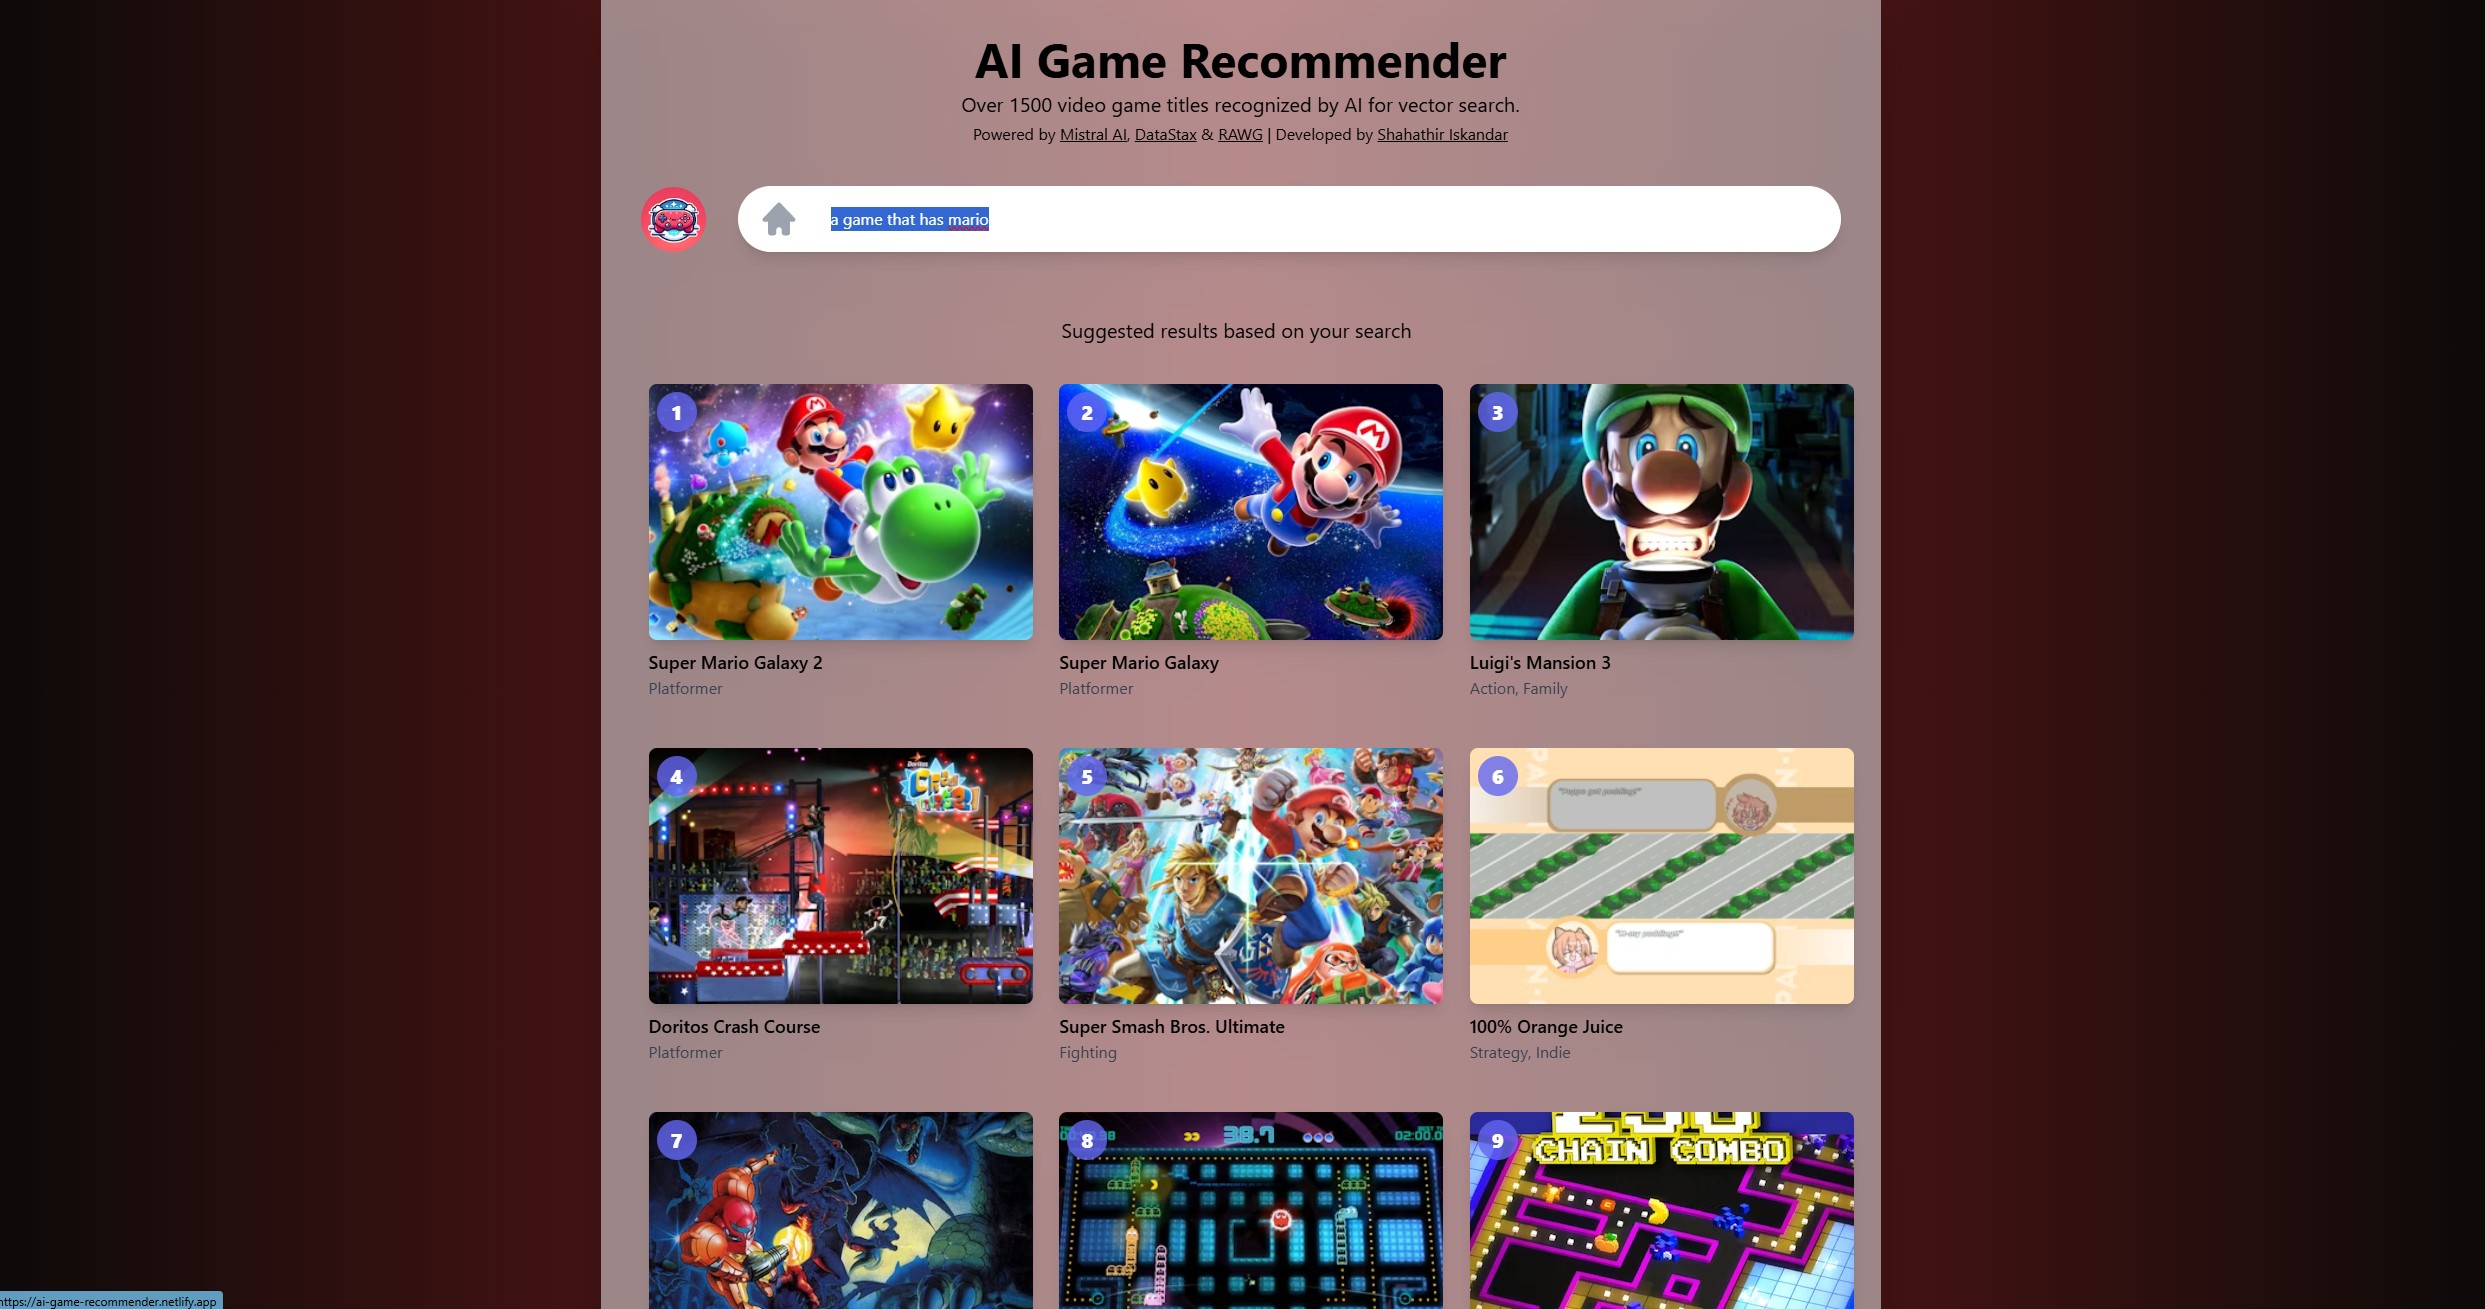 AI Game Recommender
Over 1500 video game titles recognized by AI for vector search.
Powered by Mistral AI, DataStax & RAWG | Developed by Shahathir Iskandar
a game that has mario
Suggested results based on your search
1
2
3
Super Mario Galaxy 2
Super Mario Galaxy
Luigi's Mansion 3
Platformer
Platformer
Action, Family
4
Doritos
5
6
Doritos Crash Course
Super Smash Bros. Ultimate
100% Orange Juice
Platformer
Fighting
Strategy, Indie
7
8
38.7
02:00.0
9
CHAIN COMBO
https://ai-game-recommender.netlify.app